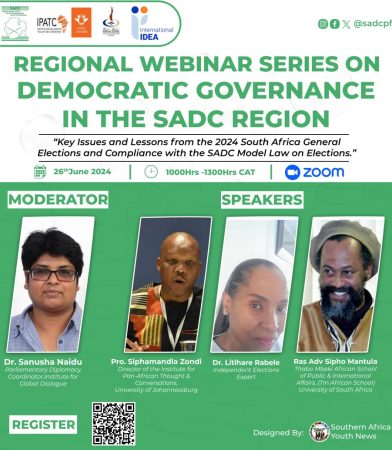 IPATC
International
IDEA
@sadcpf
REGIONAL WEBINAR SERIES ON
DEMOCRATIC GOVERNANCE
IN THE SADC REGION
“Key Issues and Lessons from the 2024 South Africa General
Elections and Compliance with the SADC Model Law on Elections.”
26thJune 2024
1000Hrs -1300Hrs CAT
zoom
MODERATOR
SPEAKERS
Dr. Sanusha Naidu
Parliamentary Diplomacy
Coordinator.Institute for
Global Dialogue
Pro. Siphamandla Zondi
Director of the Institute for
Pan-African Thought &
Conversations,
University of Johannesburg
Dr. Litlhare Rabele
Independent Elections
Expert
Ras Adv Sipho Mantula
Thabo Mbeki African School
of Public & International
Affairs, (Tm African School)
University of South Africa
REGISTER
Designed By:
Southern Africa
Youth News